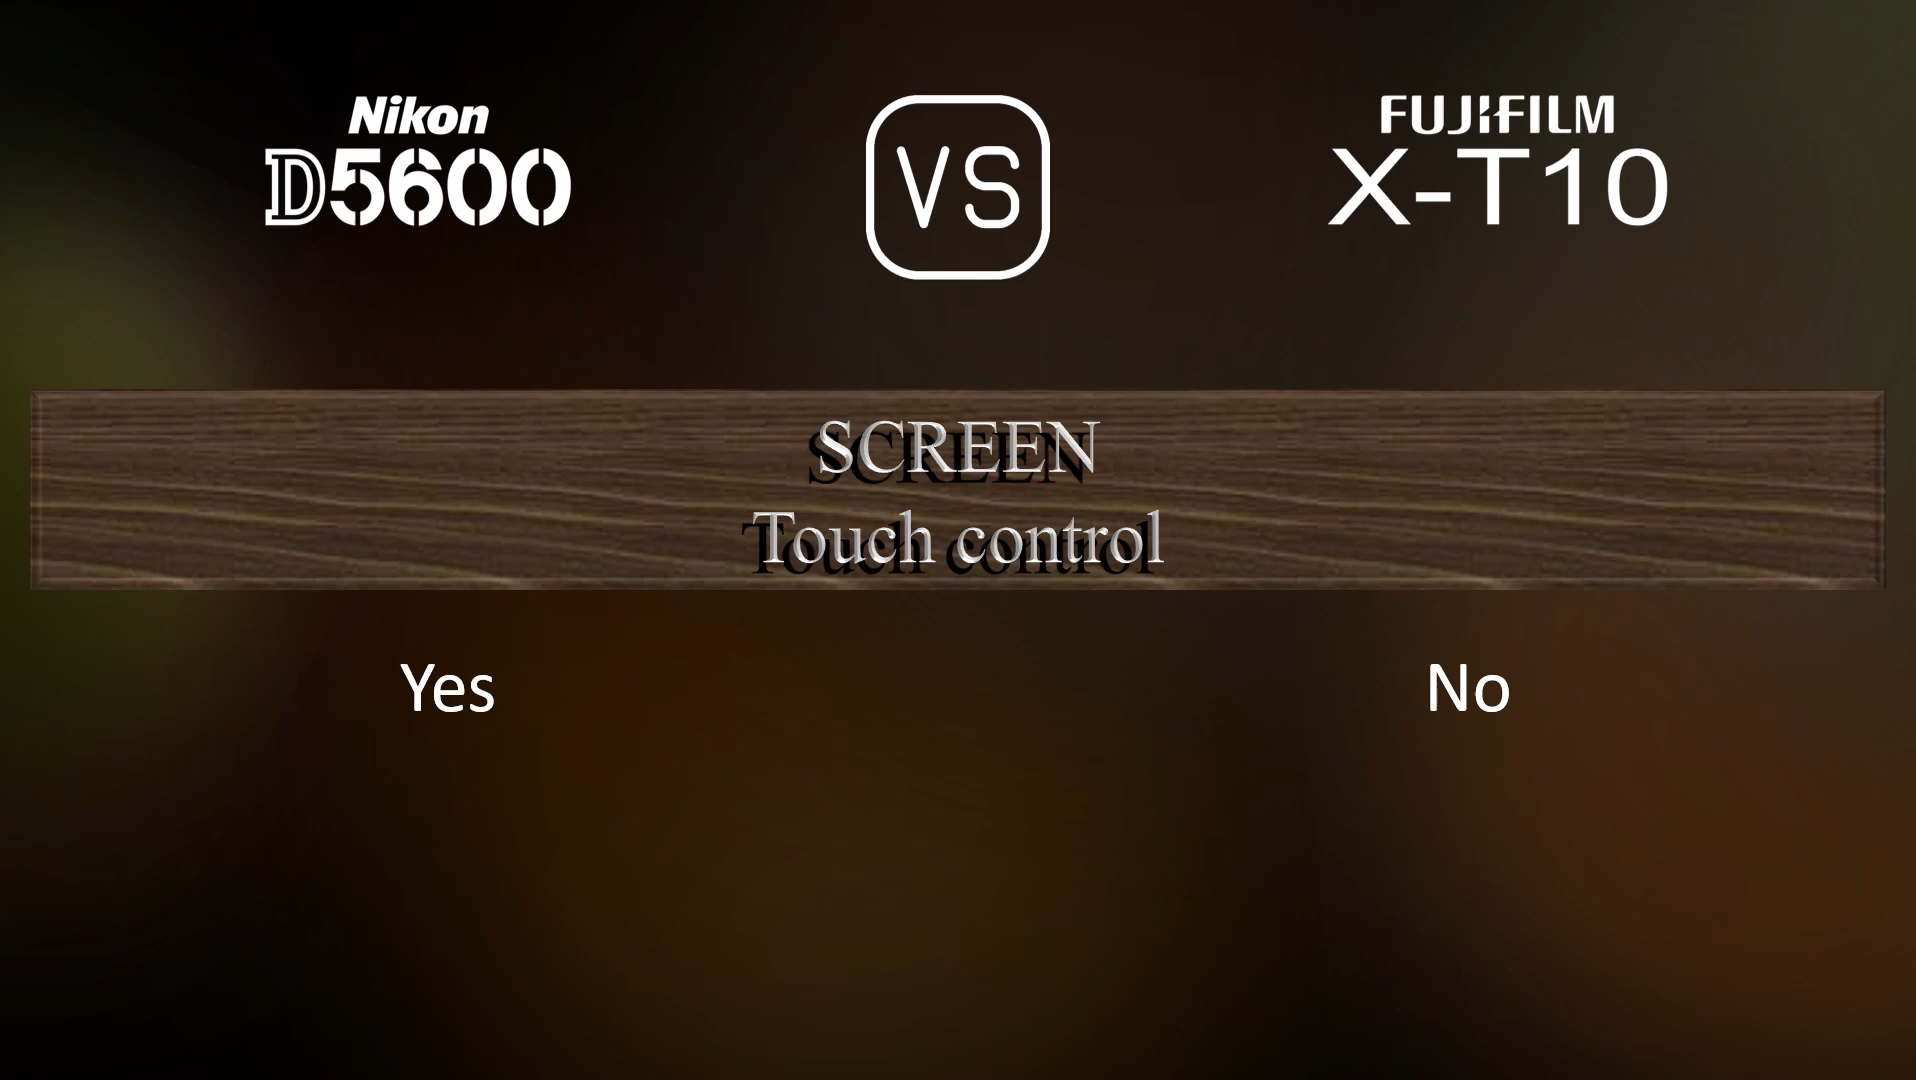 Nikon
D5600
VS
FUJIFILM
X-T10
SCREEN
Touch control
Yes
No